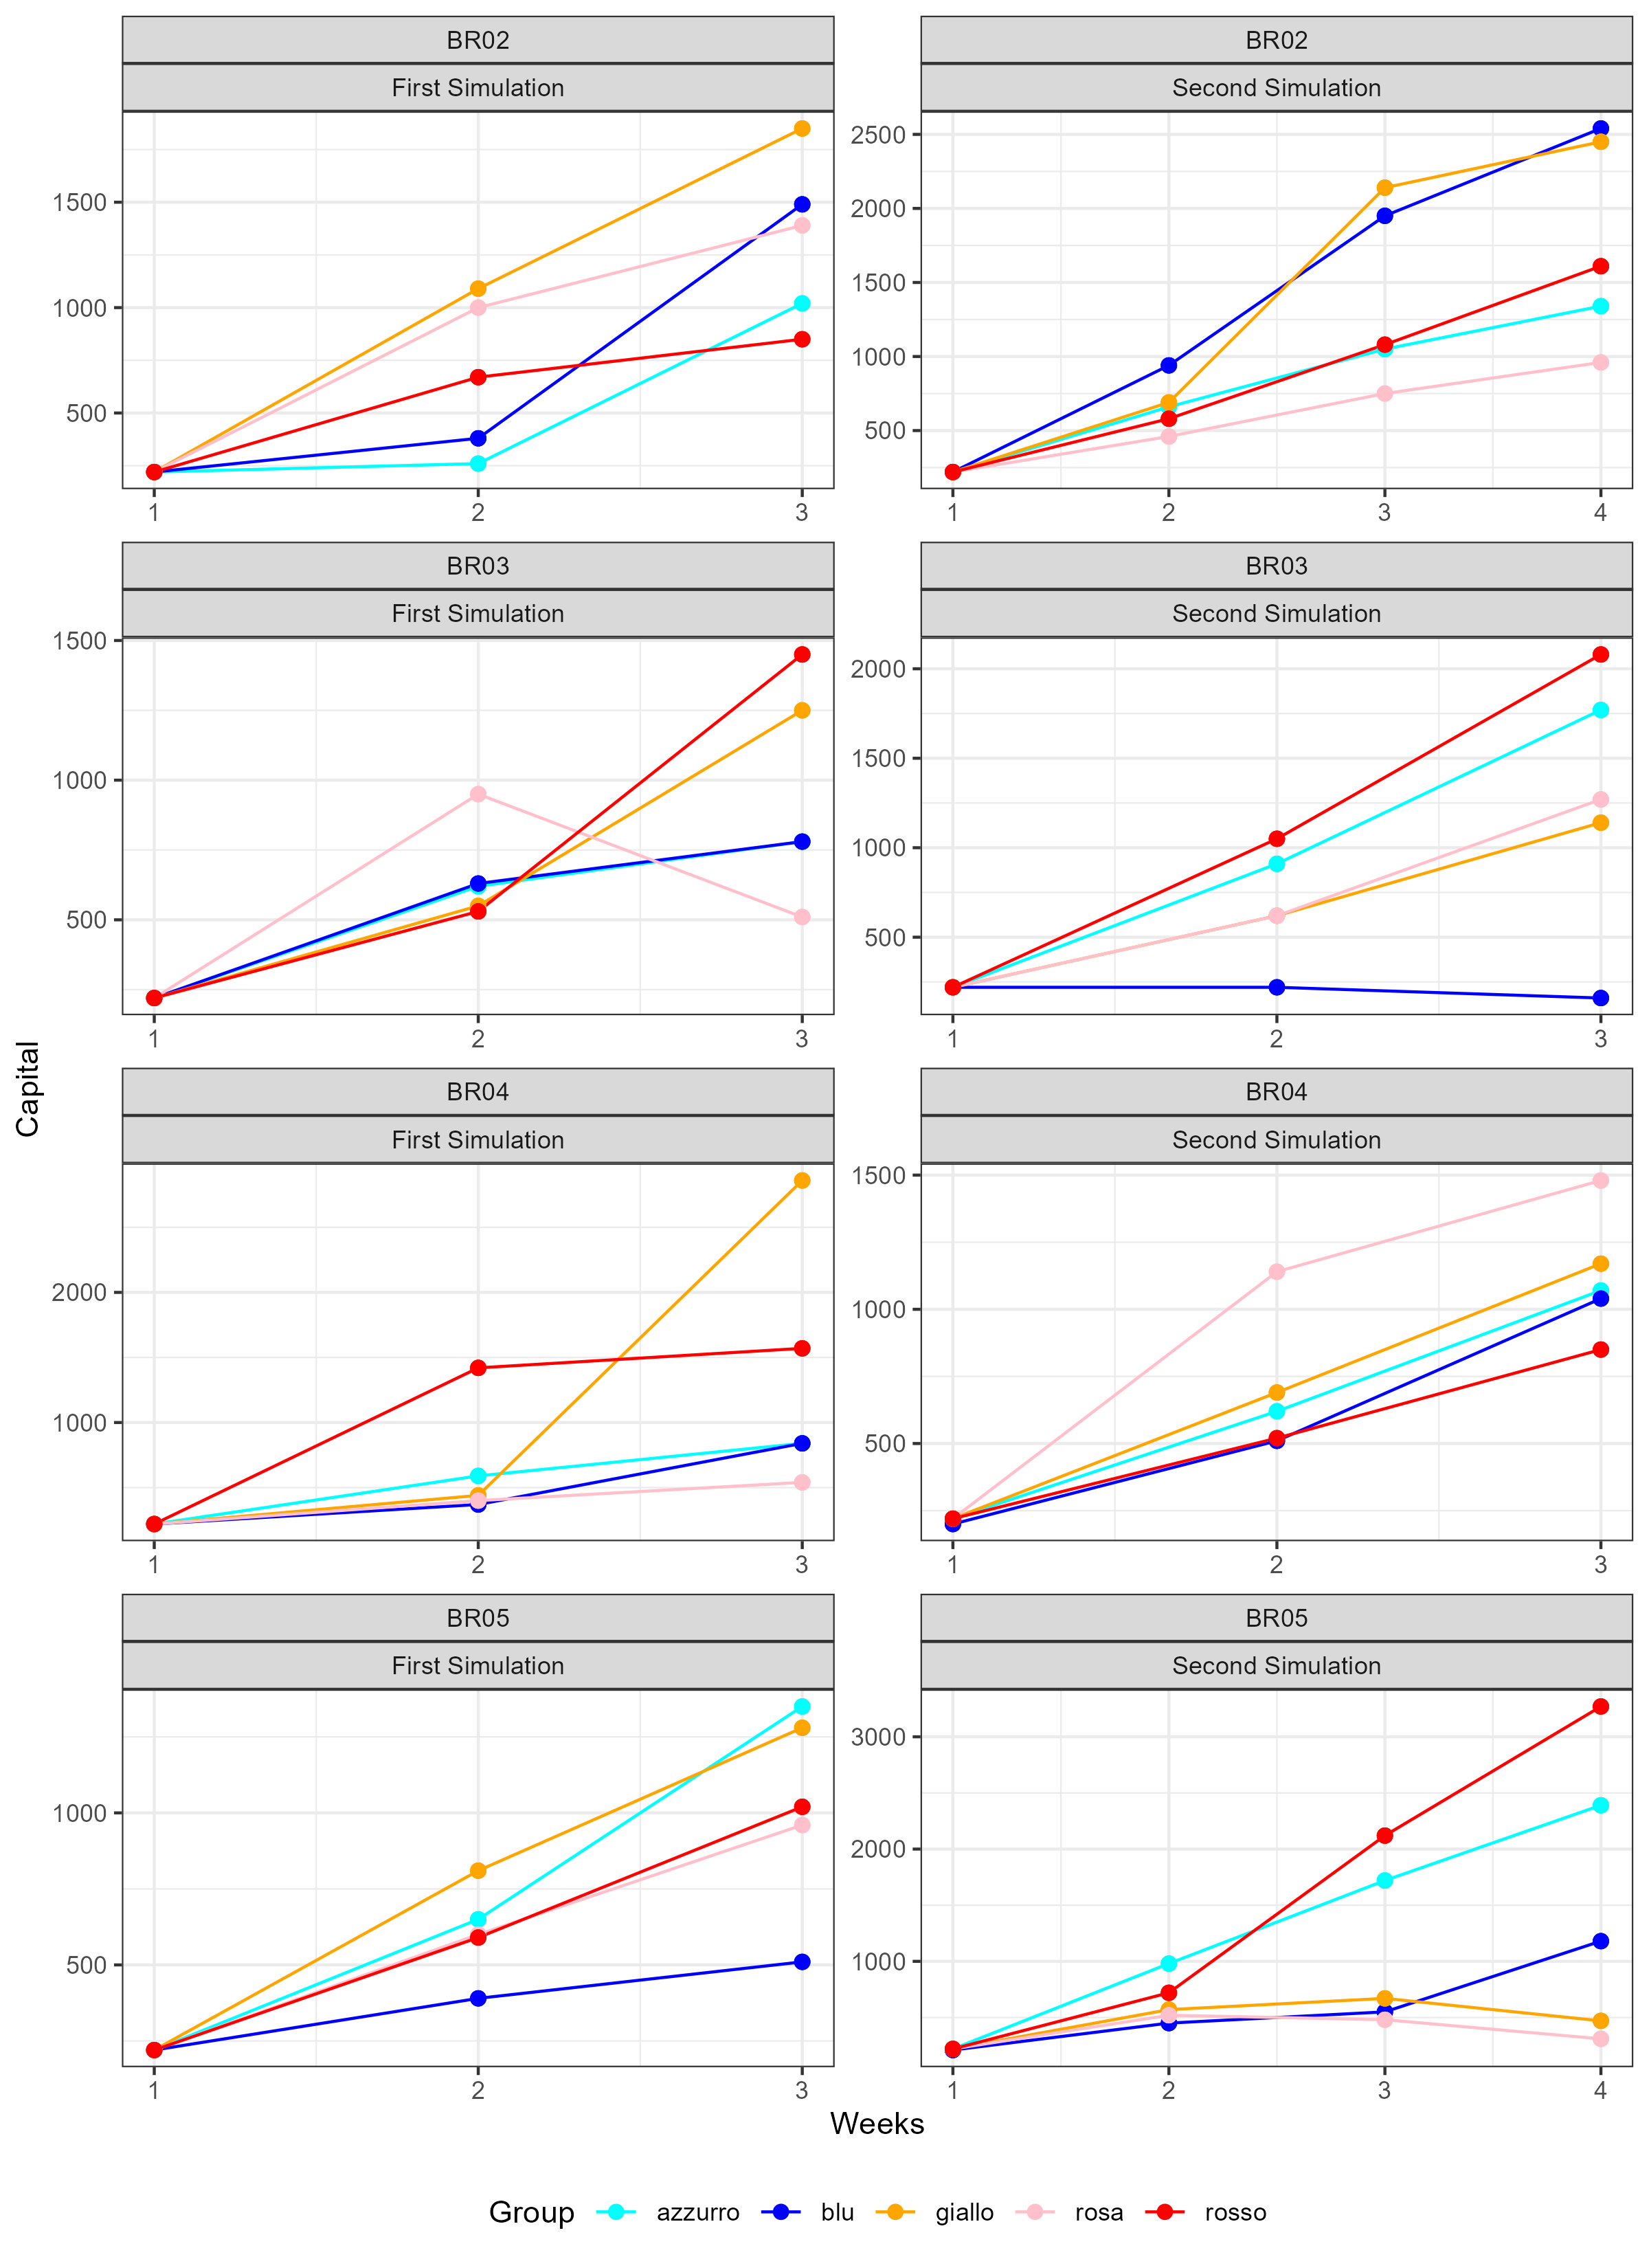 BR02
First Simulation
500
1000
1500
1 2 3
BR02
Second Simulation
500
1000
1500
2000
2500
1 2 3 4
BR03
First Simulation
500
1000
1500
1 2 3
BR03
Second Simulation
500
1000
1500
2000
1 2 3
BR04
First Simulation
1000
2000
1 2 3
BR04
Second Simulation
500
1000
1500
1 2 3
BR05
First Simulation
500
1000
1 2 3
BR05
Second Simulation
1000
2000
3000
1 2 3 4
Capital
Weeks
Group azzurro blu giallo rosa rosso